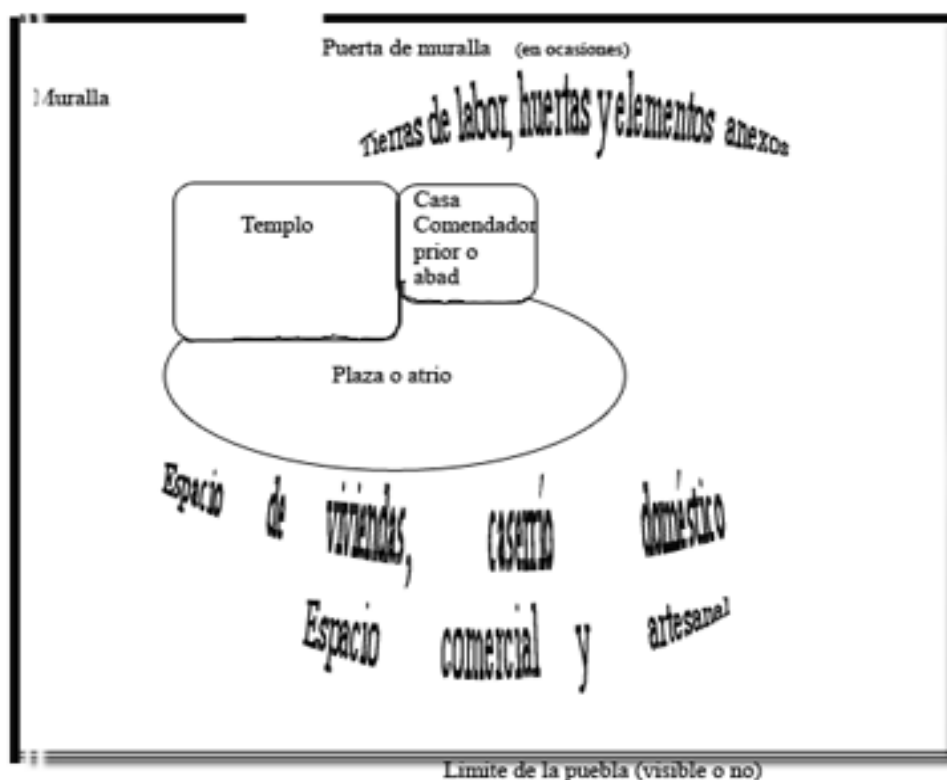 Puerta de muralla (en ocasiones)
Muralla
Tierras de labor, huertas y elementos anexos
Templo
Casa
Comendador
prior o
abad
Plaza o atrio
Espacio de viviendas, caserío doméstico
Espacio comercial y artesanal
Limite de la puebla (visible o no)